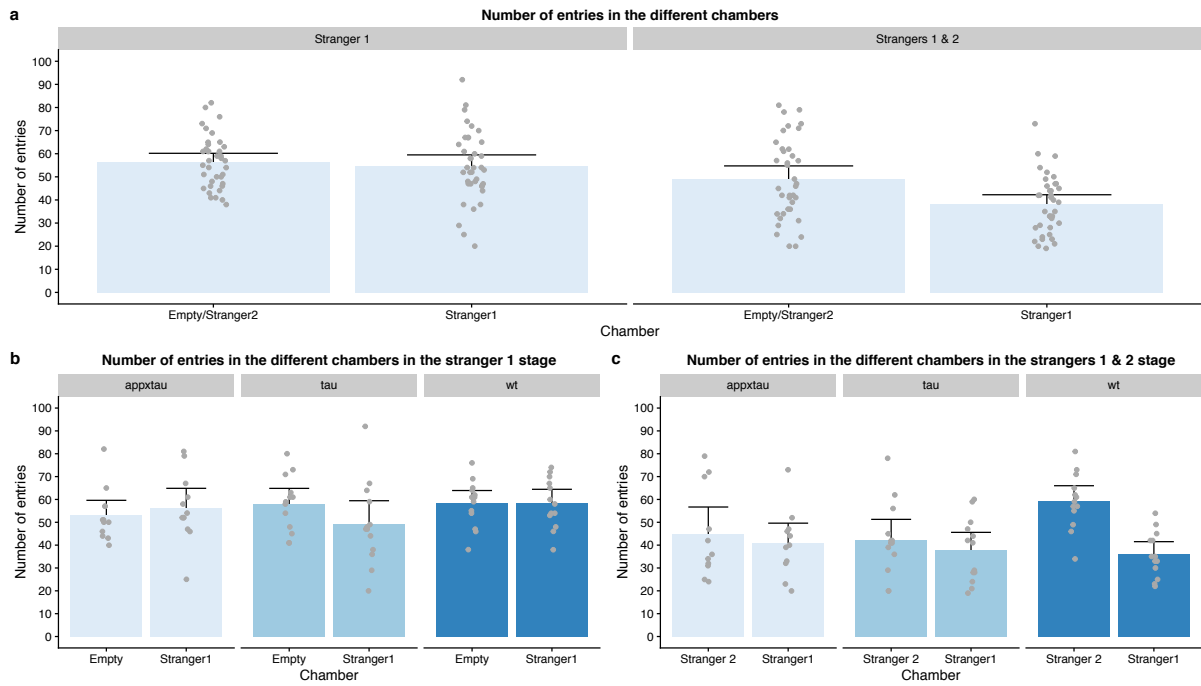 a
Number of entries in the different chambers
Stranger 1
Strangers 1 & 2
100
90
80
70
60
50
40
30
20
10
0
Number of entries
Empty/Stranger2
Stranger1
Empty/Stranger2
Stranger1
Chamber
b
Number of entries in the different chambers in the stranger 1 stage
appxtau
tau
wt
100
90
80
70
60
50
40
30
20
10
0
Number of entries
Empty
Stranger1
Empty
Stranger1
Empty
Stranger1
Chamber
c
Number of entries in the different chambers in the strangers 1 & 2 stage
appxtau
tau
wt
100
90
80
70
60
50
40
30
20
10
0
Number of entries
Stranger 2
Stranger1
Stranger 2
Stranger1
Stranger 2
Stranger1
Chamber